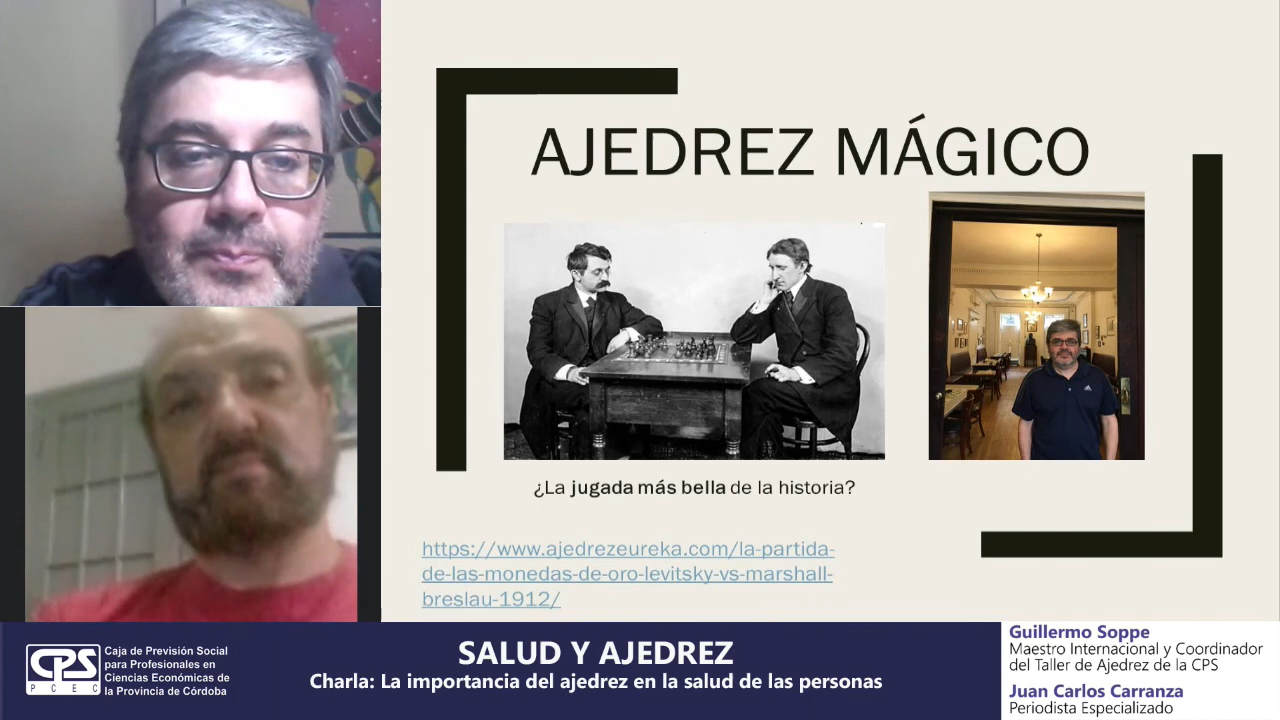 AJEDREZ MÁGICO
¿La jugada más bella de la historia?
https://www.ajedrezeureka.com/la-partida-
de-las-monedas-de-oro-levitsky-vs-marshall-
breslau-1912/
CPS
PCEC
Caja de Previsión Social
para Profesionales en
Ciencias Económicas de
la Provincia de Córdoba
SALUD Y AJEDREZ
Charla: La importancia del ajedrez en la salud de las personas
Guillermo Soppe
Maestro Internacional y Coordinador
del Taller de Ajedrez de la CPS
Juan Carlos Carranza
Periodista Especializado